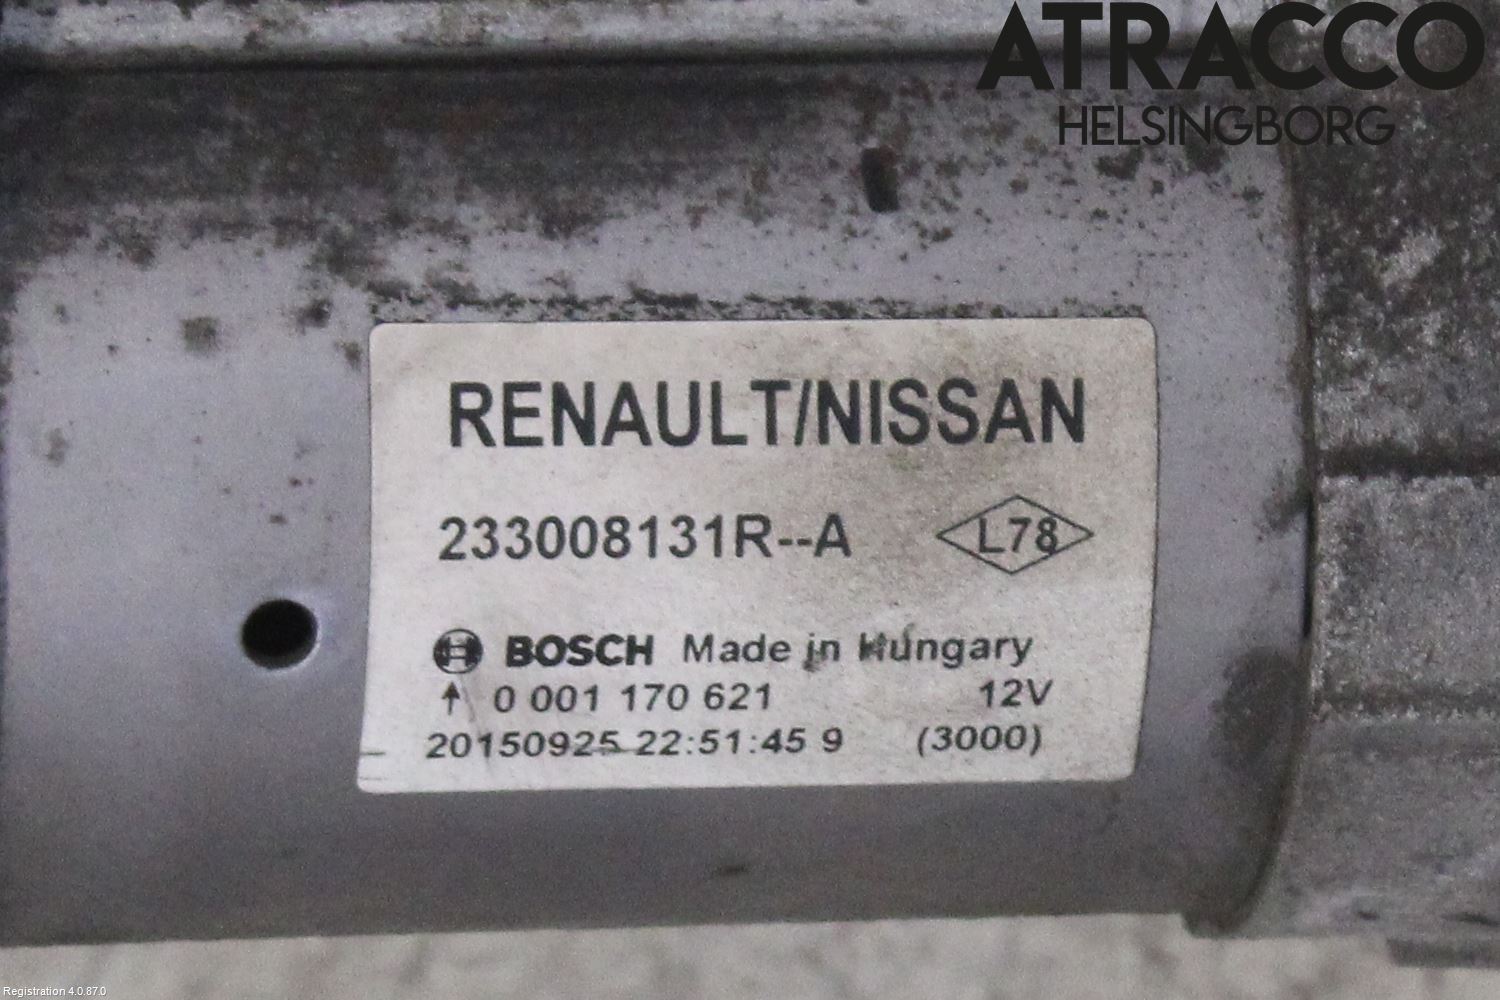 ATRACCO
HELSINGBORG
RENAULT/NISSAN
233008131R--A L78
BOSCH Made in Hungary
0 001 170 621 12V
20150925 22:51:45 9 (3000)
Registration 4.0.87.0